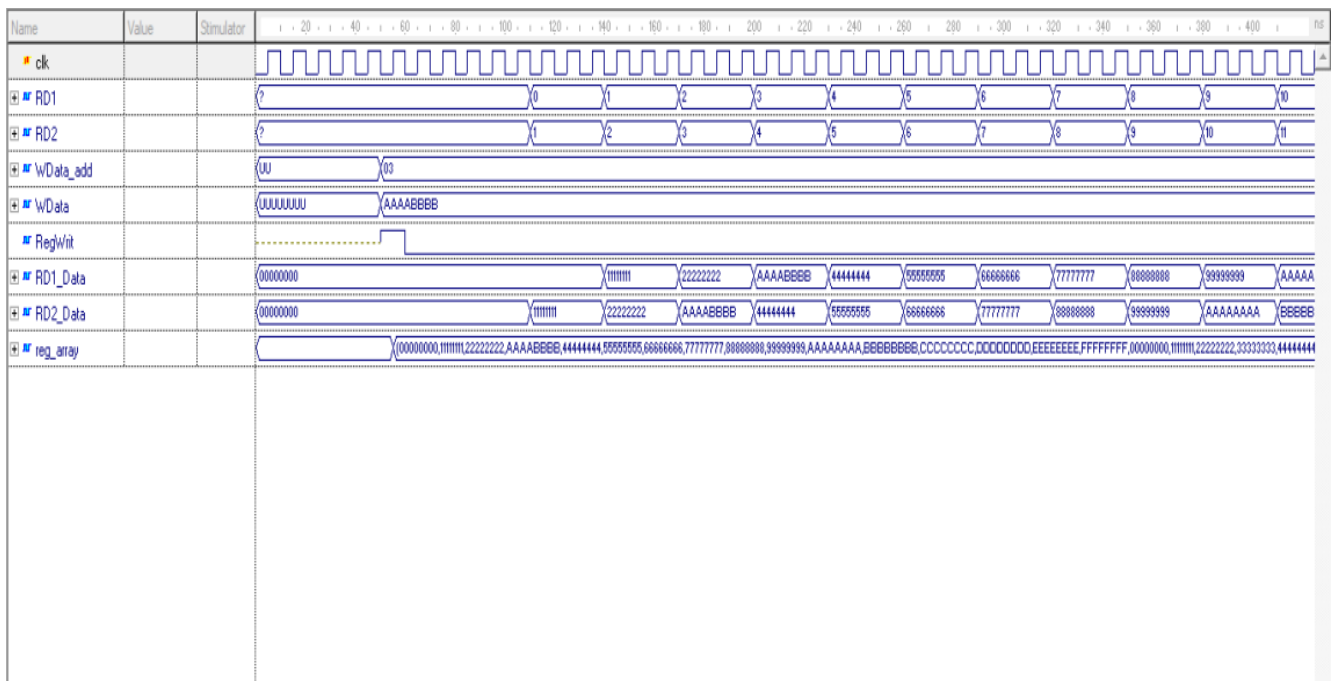 Name Value Stimulator 20 40 60 80 100 120 140 160 180 200 220 240 260 280 300 320 340 360 380 400 ns
clk
RD1 ? 0 1 2 3 4 5 6 7 8 9 10
RD2 ? 1 2 3 4 5 6 7 8 9 10 11
WData_add UU 03
WData UUUUUUUU AAAABBBB
RegWrit
RD1_Data 00000000 11111111 22222222 AAAABBBB 44444444 55555555 66666666 77777777 88888888 99999999 AAAAA
RD2_Data 00000000 11111111 22222222 AAAABBBB 44444444 55555555 66666666 77777777 88888888 99999999 AAAAAAAA BBBBB
reg_array (00000000,11111111,22222222,AAAABBBB,44444444,55555555,66666666,77777777,88888888,99999999,AAAAAAAA,BBBBBBBB,CCCCCCCC,DDDDDDDD,EEEEEEEE,FFFFFFFF,00000000,11111111,22222222,33333333,44444444